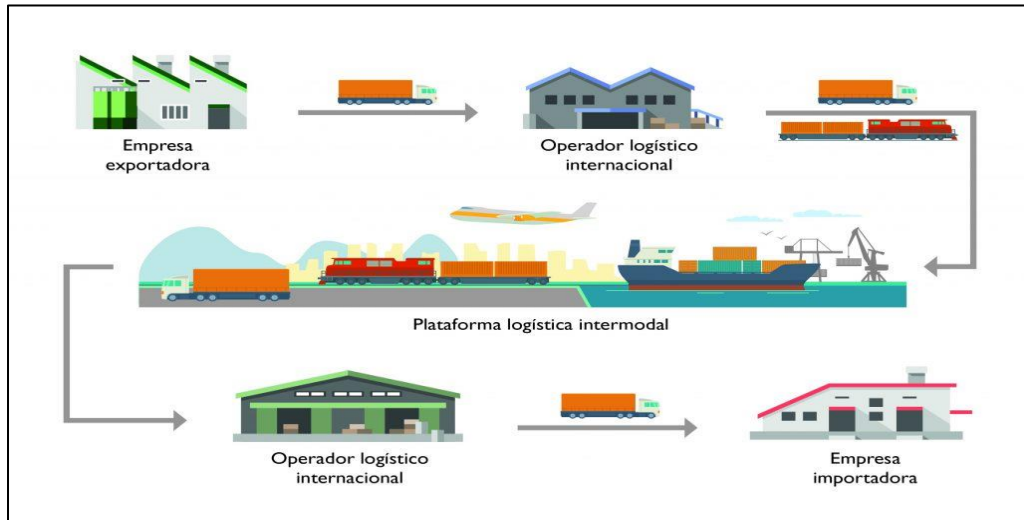 Empresa
exportadora
Operador logístico
internacional
Plataforma logística intermodal
Operador logístico
internacional
Empresa
importadora